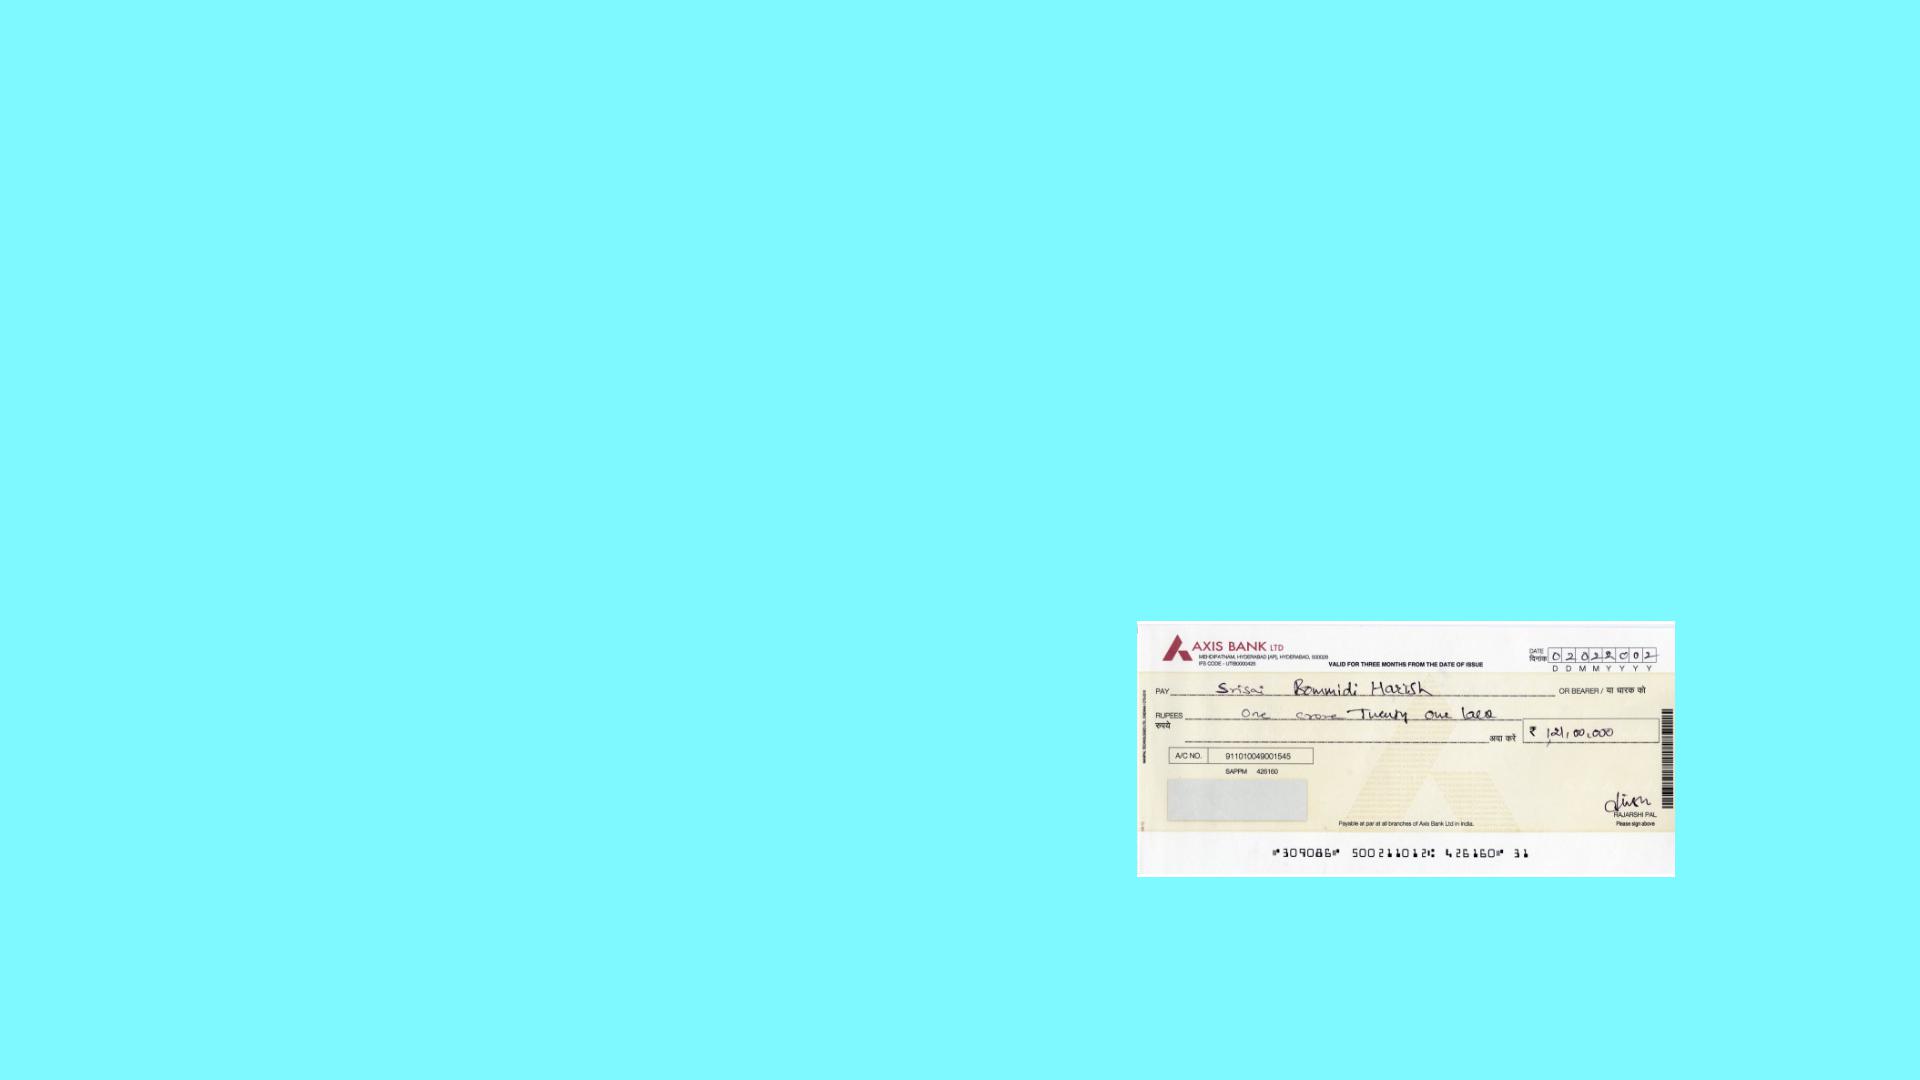 AXIS BANK LTD
MEHDIPATNAM, HYDERABAD [AP], HYDERABAD, 500028
IFS CODE - UTIB0000426
VALID FOR THREE MONTHS FROM THE DATE OF ISSUE
DATE 0 2 0 2 2 0 0 2
दिनांक D D M M Y Y Y Y
PAY Srisai Bommidi Harish OR BEARER / या धारक को
RUPEES One crore Twenty one lacs
रुपये अदा करें ₹ 1,21,00,000
A/C NO. 911010049001545
SAPPM 426160
RAJARSHI PAL
Payable at par at all branches of Axis Bank Ltd in India.
Please sign above
⑈309086⑈ 500211012⑆ 426160⑈ 31